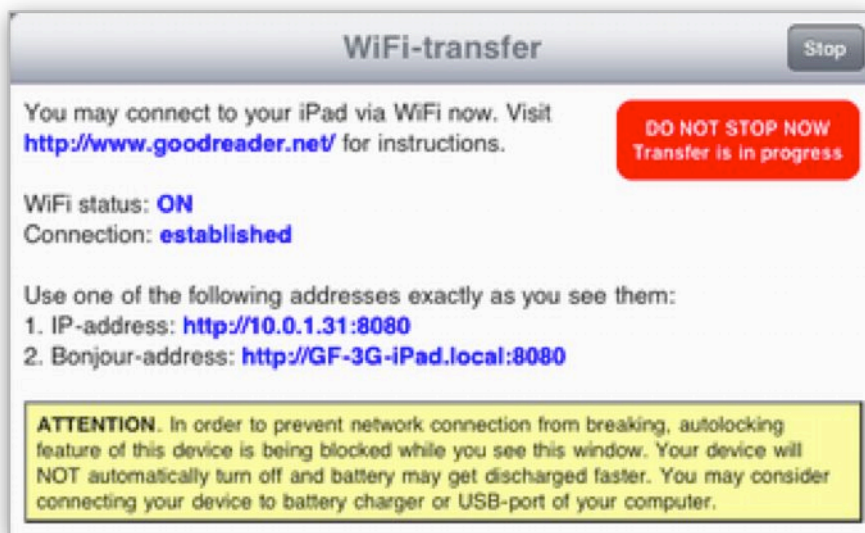 WiFi-transfer
Stop
You may connect to your iPad via WiFi now. Visit
http://www.goodreader.net/ for instructions.
DO NOT STOP NOW
Transfer is in progress
WiFi status: ON
Connection: established
Use one of the following addresses exactly as you see them:
1. IP-address: http://10.0.1.31:8080
2. Bonjour-address: http://GF-3G-iPad.local:8080
ATTENTION. In order to prevent network connection from breaking, autolocking
feature of this device is being blocked while you see this window. Your device will
NOT automatically turn off and battery may get discharged faster. You may consider
connecting your device to battery charger or USB-port of your computer.